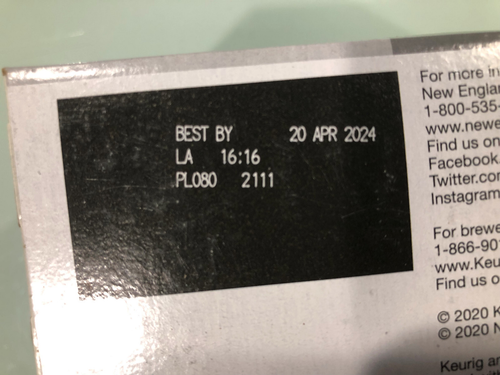 BEST BY 20 APR 2024
LA 16:16
PL080 2111
For more in
New Englan
1-800-535-
www.newe
Find us on
Facebook.
Twitter.com
Instagram
For brewe
1-866-901
www.Keu
Find us o
© 2020 K
© 2020 N
Keurig an